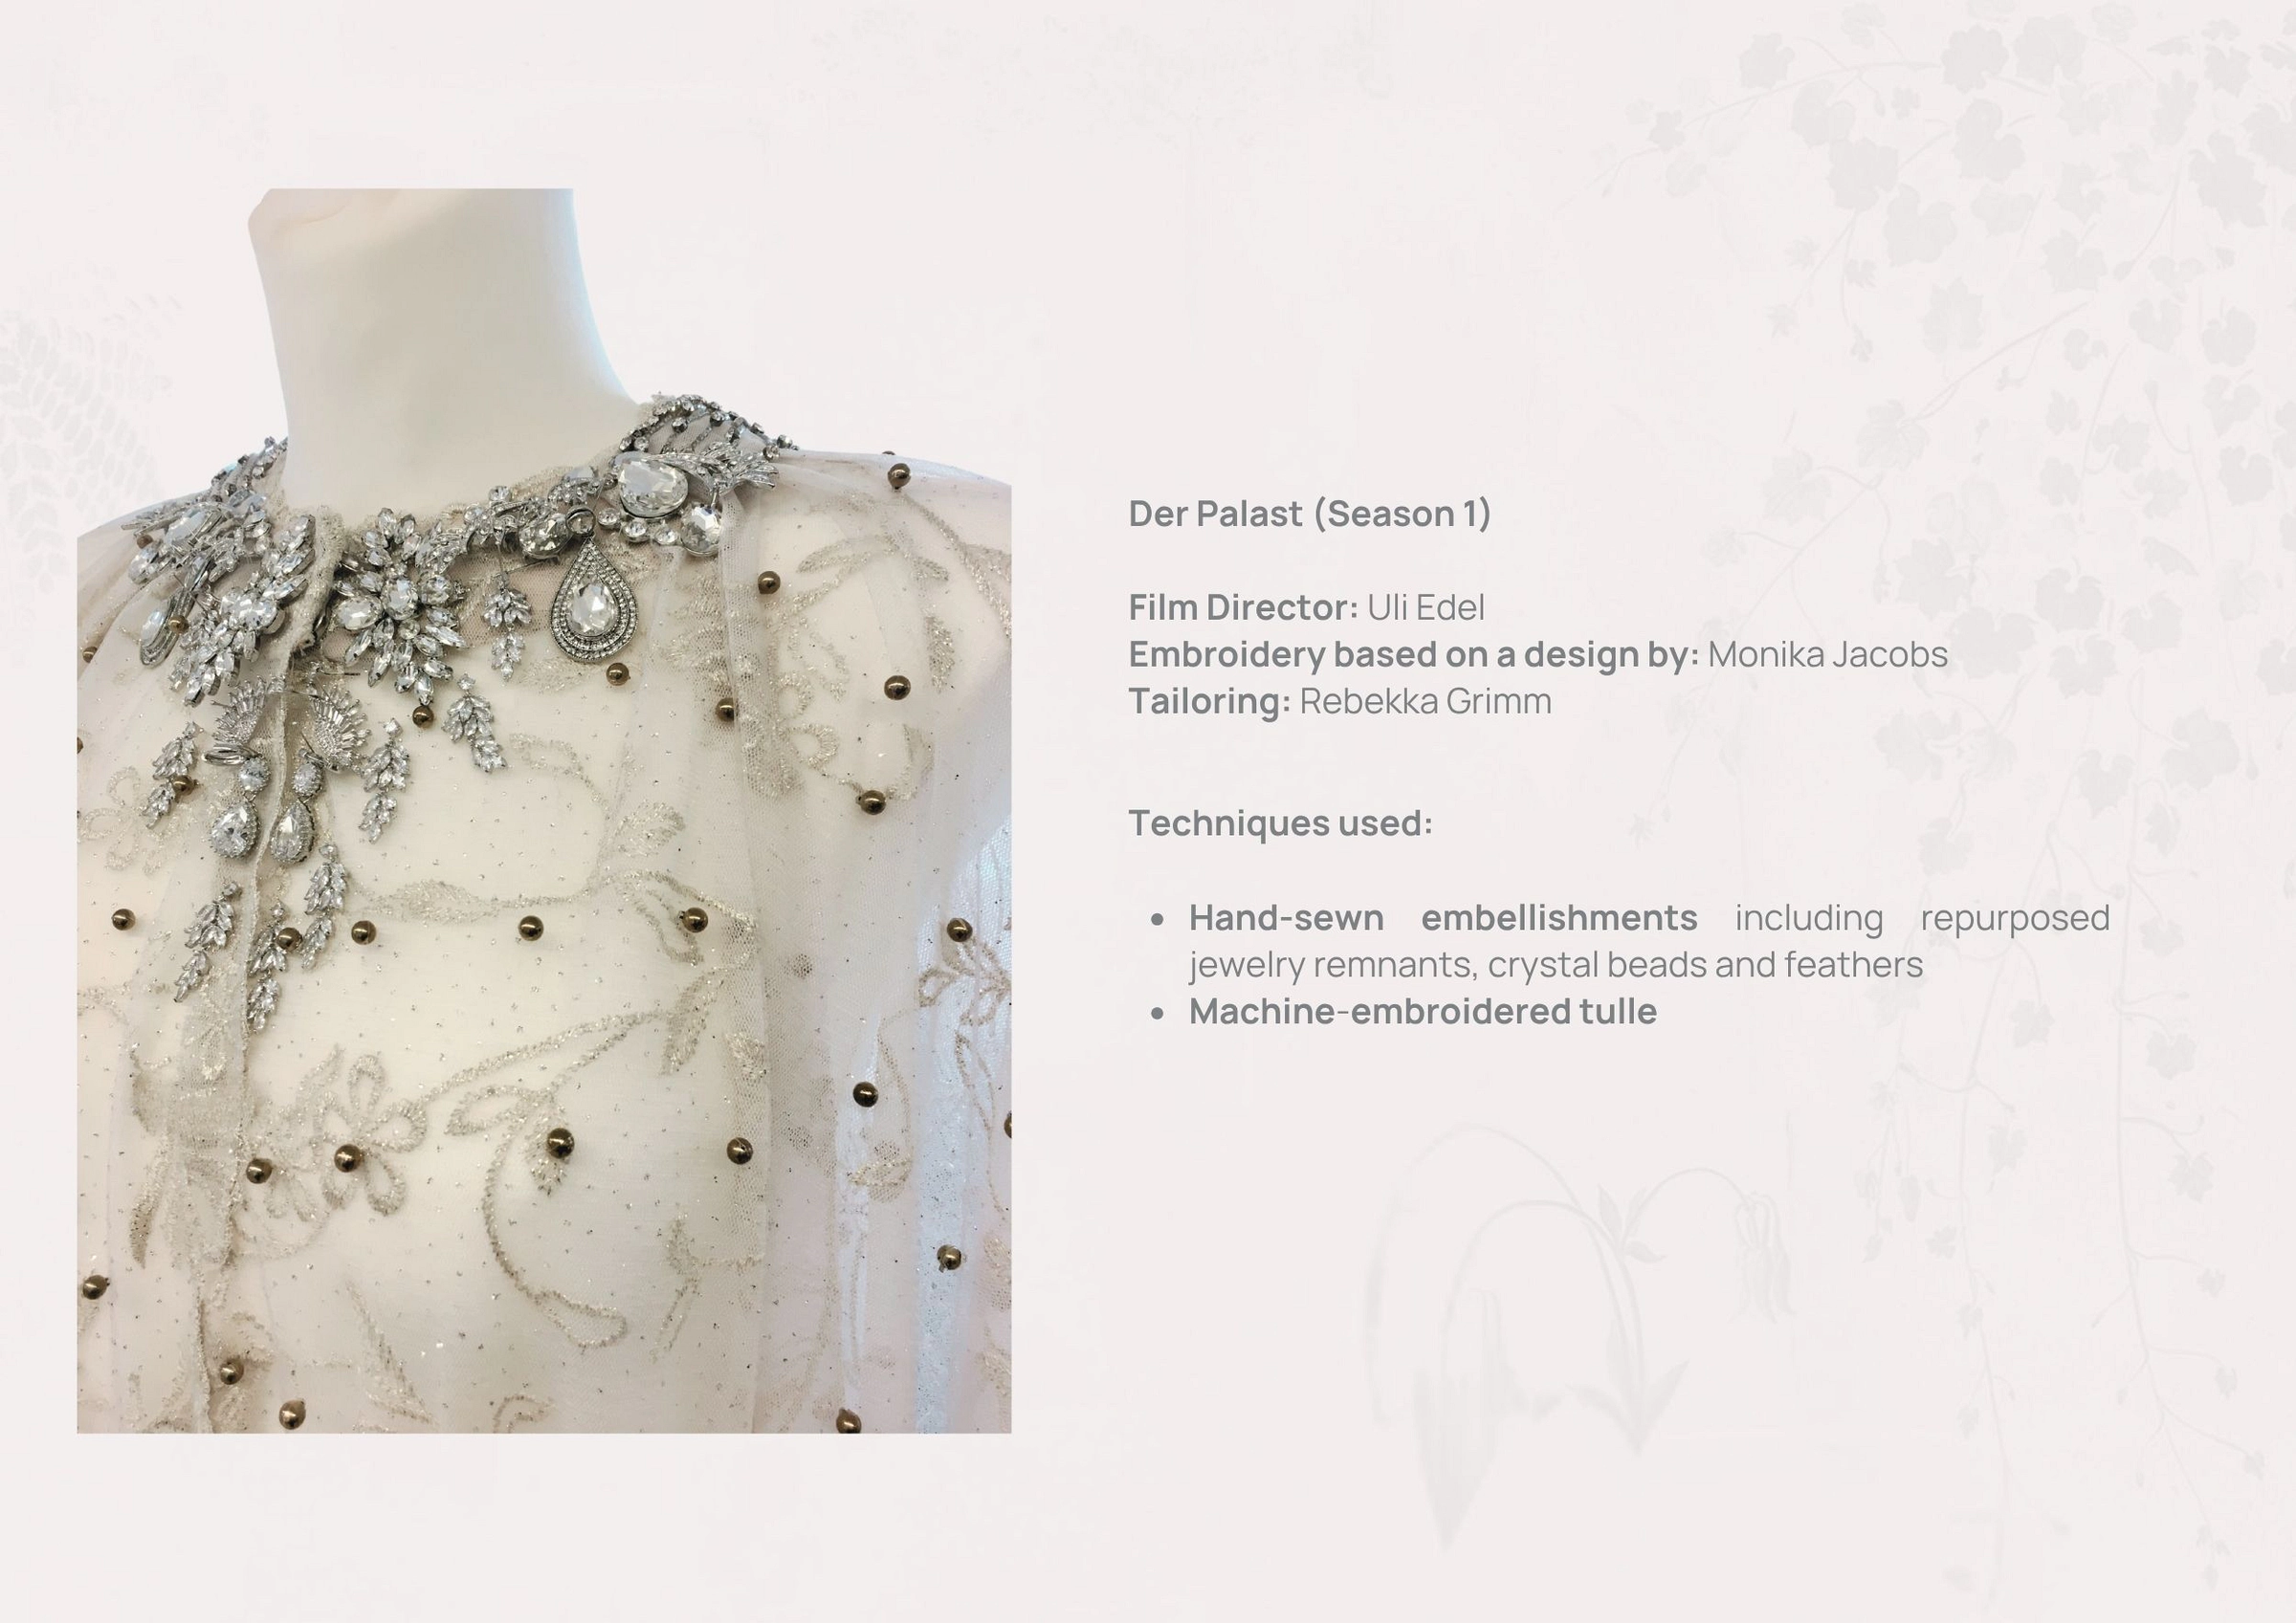 Der Palast (Season 1)
Film Director: Uli Edel
Embroidery based on a design by: Monika Jacobs
Tailoring: Rebekka Grimm
Techniques used:
• Hand-sewn embellishments including repurposed
jewelry remnants, crystal beads and feathers
• Machine-embroidered tulle